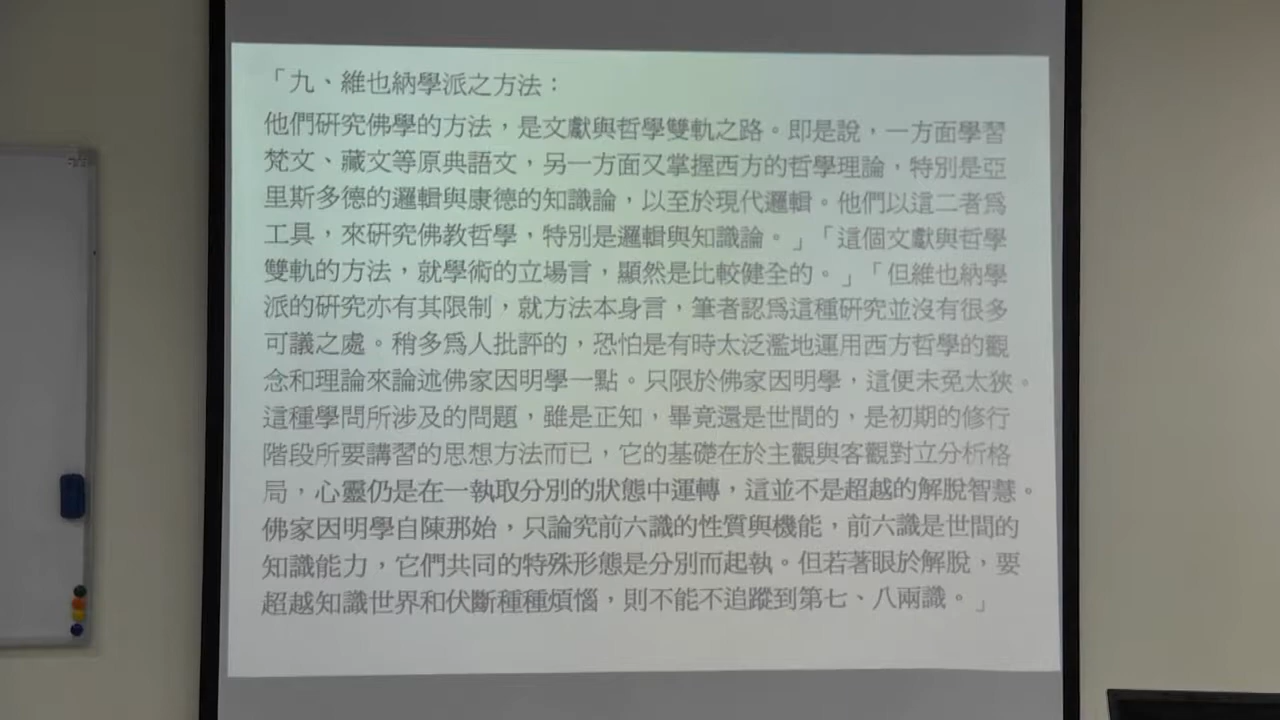 「九、維也納學派之方法：
他們研究佛學的方法，是文獻與哲學雙軌之路。即是說，一方面學習
梵文、藏文等原典語文，另一方面又掌握西方的哲學理論，特別是亞
里斯多德的邏輯與康德的知識論，以至於現代邏輯。他們以這二者爲
工具，來研究佛教哲學，特別是邏輯與知識論。」「這個文獻與哲學
雙軌的方法，就學術的立場言，顯然是比較健全的。」「但維也納學
派的研究亦有其限制，就方法本身言，筆者認爲這種研究並沒有很多
可議之處。稍多爲人批評的，恐怕是有時太泛濫地運用西方哲學的觀
念和理論來論述佛家因明學一點。只限於佛家因明學，這便未免太狹。
這種學問所涉及的問題，雖是正知，畢竟還是世間的，是初期的修行
階段所要講習的思想方法而已，它的基礎在於主觀與客觀對立分析格
局，心靈仍是在一執取分別的狀態中運轉，這並不是超越的解脫智慧。
佛家因明學自陳那始，只論究前六識的性質與機能，前六識是世間的
知識能力，它們共同的特殊形態是分別而起執。但若著眼於解脫，要
超越知識世界和伏斷種種煩惱，則不能不追蹤到第七、八兩識。」